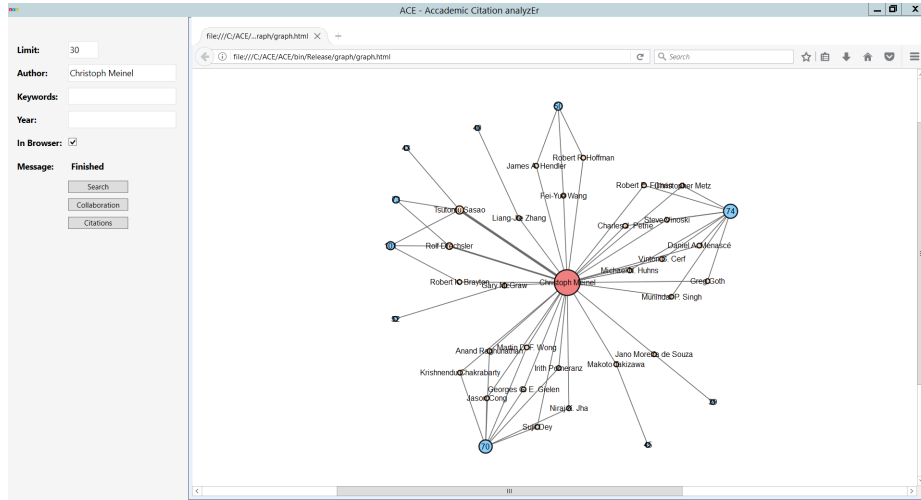 ACE - Accademic Citation analyzEr
file:///C:/ACE/...raph/graph.html
file:///C:/ACE/ACE/bin/Release/graph/graph.html
Search
Limit: 30
Author: Christoph Meinel
Keywords:
Year:
In Browser:
Message: Finished
Search
Collaboration
Citations
Robert R. Hoffman
James A. Hendler
Fei-Yue Wang
Robert E. Filman
Christopher Metz
Tsutomu Sasao
Liang-Jie Zhang
Steve Vinoski
74
Charles J. Petrie
Rolf Drechsler
Daniel A. Menascé
Vinton G. Cerf
Michael N. Huhns
Robert K. Brayton
Gary McGraw
Christoph Meinel
Greg Goth
Munindar P. Singh
Martin D. F. Wong
Anand Raghunathan
Jano Moreira de Souza
Makoto Takizawa
Irith Pomeranz
Krishnendu Chakrabarty
Georges G. E. Gielen
Jason Cong
Niraj K. Jha
Sujit Dey
70